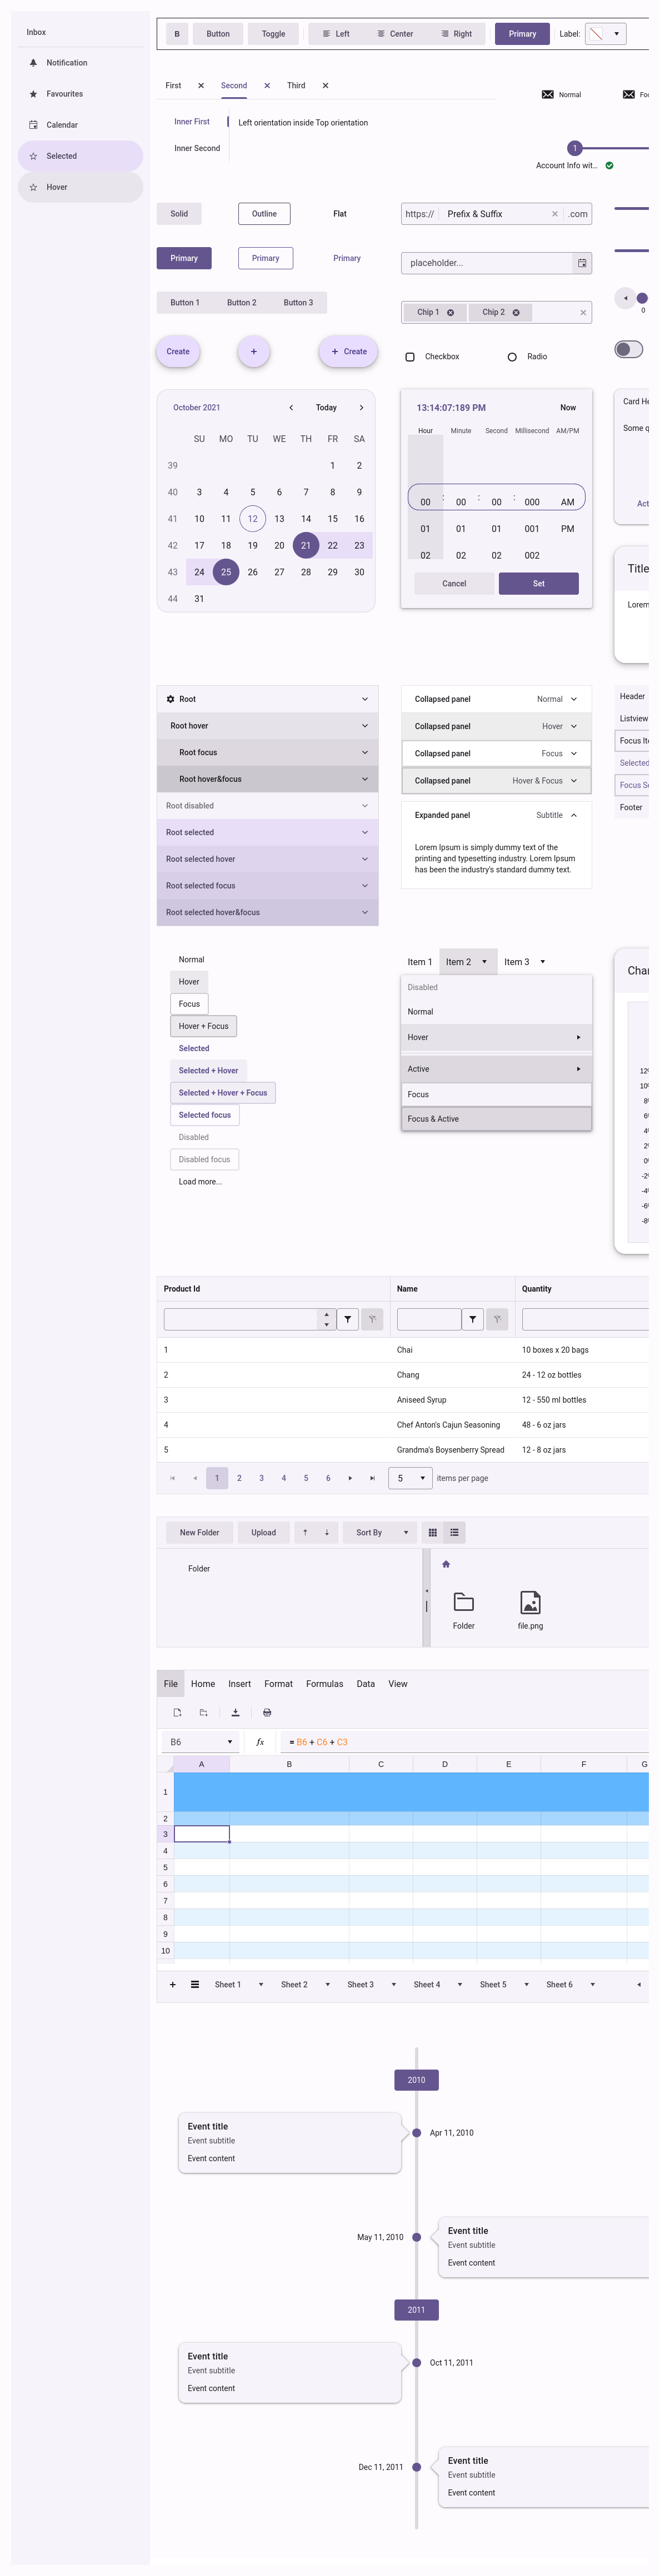 Inbox
Notification
Favourites
Calendar
Selected
Hover
B Button Toggle Left Center Right Primary Label:
First Second Third
Normal
Inner First
Inner Second
Left orientation inside Top orientation
1
Account Info wit...
Solid Outline Flat
https:// Prefix & Suffix .com
Primary Primary Primary
placeholder...
Button 1 Button 2 Button 3
Chip 1 Chip 2
0
Create + + Create
Checkbox Radio
October 2021 Today
SU MO TU WE TH FR SA
39 1 2
40 3 4 5 6 7 8 9
41 10 11 12 13 14 15 16
42 17 18 19 20 21 22 23
43 24 25 26 27 28 29 30
44 31
13:14:07:189 PM Now
Hour Minute Second Millisecond AM/PM
00 : 00 : 00 : 000 AM
01 01 01 001 PM
02 02 02 002
Cancel Set
Card He
Some q
Act
Title
Lorem
Root
Root hover
Root focus
Root hover&focus
Root disabled
Root selected
Root selected hover
Root selected focus
Root selected hover&focus
Collapsed panel Normal
Collapsed panel Hover
Collapsed panel Focus
Collapsed panel Hover & Focus
Expanded panel Subtitle
Lorem Ipsum is simply dummy text of the
printing and typesetting industry. Lorem Ipsum
has been the industry's standard dummy text.
Header
Listview
Focus Ite
Selected
Focus Se
Footer
Normal
Hover
Focus
Hover + Focus
Selected
Selected + Hover
Selected + Hover + Focus
Selected focus
Disabled
Disabled focus
Load more...
Item 1 Item 2 Item 3
Disabled
Normal
Hover
Active
Focus
Focus & Active
Char
Product Id Name Quantity
1 Chai 10 boxes x 20 bags
2 Chang 24 - 12 oz bottles
3 Aniseed Syrup 12 - 550 ml bottles
4 Chef Anton's Cajun Seasoning 48 - 6 oz jars
5 Grandma's Boysenberry Spread 12 - 8 oz jars
1 2 3 4 5 6 5 items per page
New Folder Upload Sort By
Folder
Folder file.png
File Home Insert Format Formulas Data View
B6 fx = B6 + C6 + C3
A B C D E F G
1
2
3
4
5
6
7
8
9
10
+ Sheet 1 Sheet 2 Sheet 3 Sheet 4 Sheet 5 Sheet 6
2010
Event title
Event subtitle
Event content
Apr 11, 2010
May 11, 2010
Event title
Event subtitle
Event content
2011
Event title
Event subtitle
Event content
Oct 11, 2011
Dec 11, 2011
Event title
Event subtitle
Event content